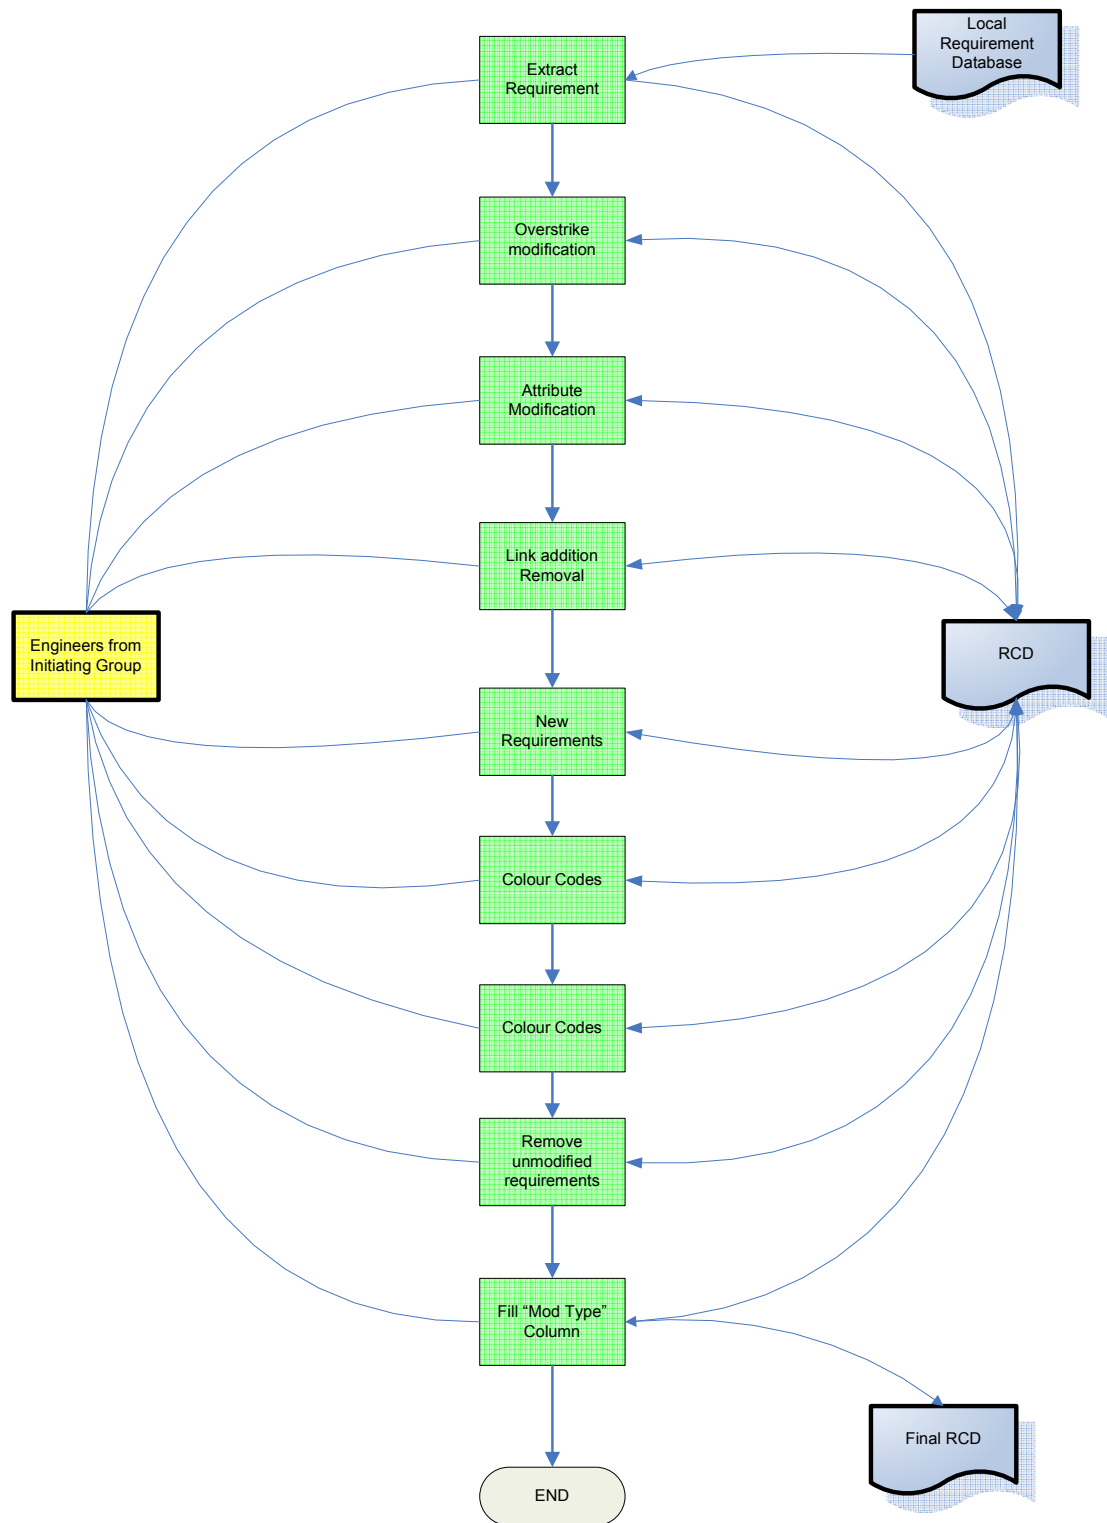 Local
Requirement
Database
Extract
Requirement
Overstrike
modification
Attribute
Modification
Link addition
Removal
Engineers from
Initiating Group
RCD
New
Requirements
Colour Codes
Colour Codes
Remove
unmodified
requirements
Fill “Mod Type”
Column
Final RCD
END